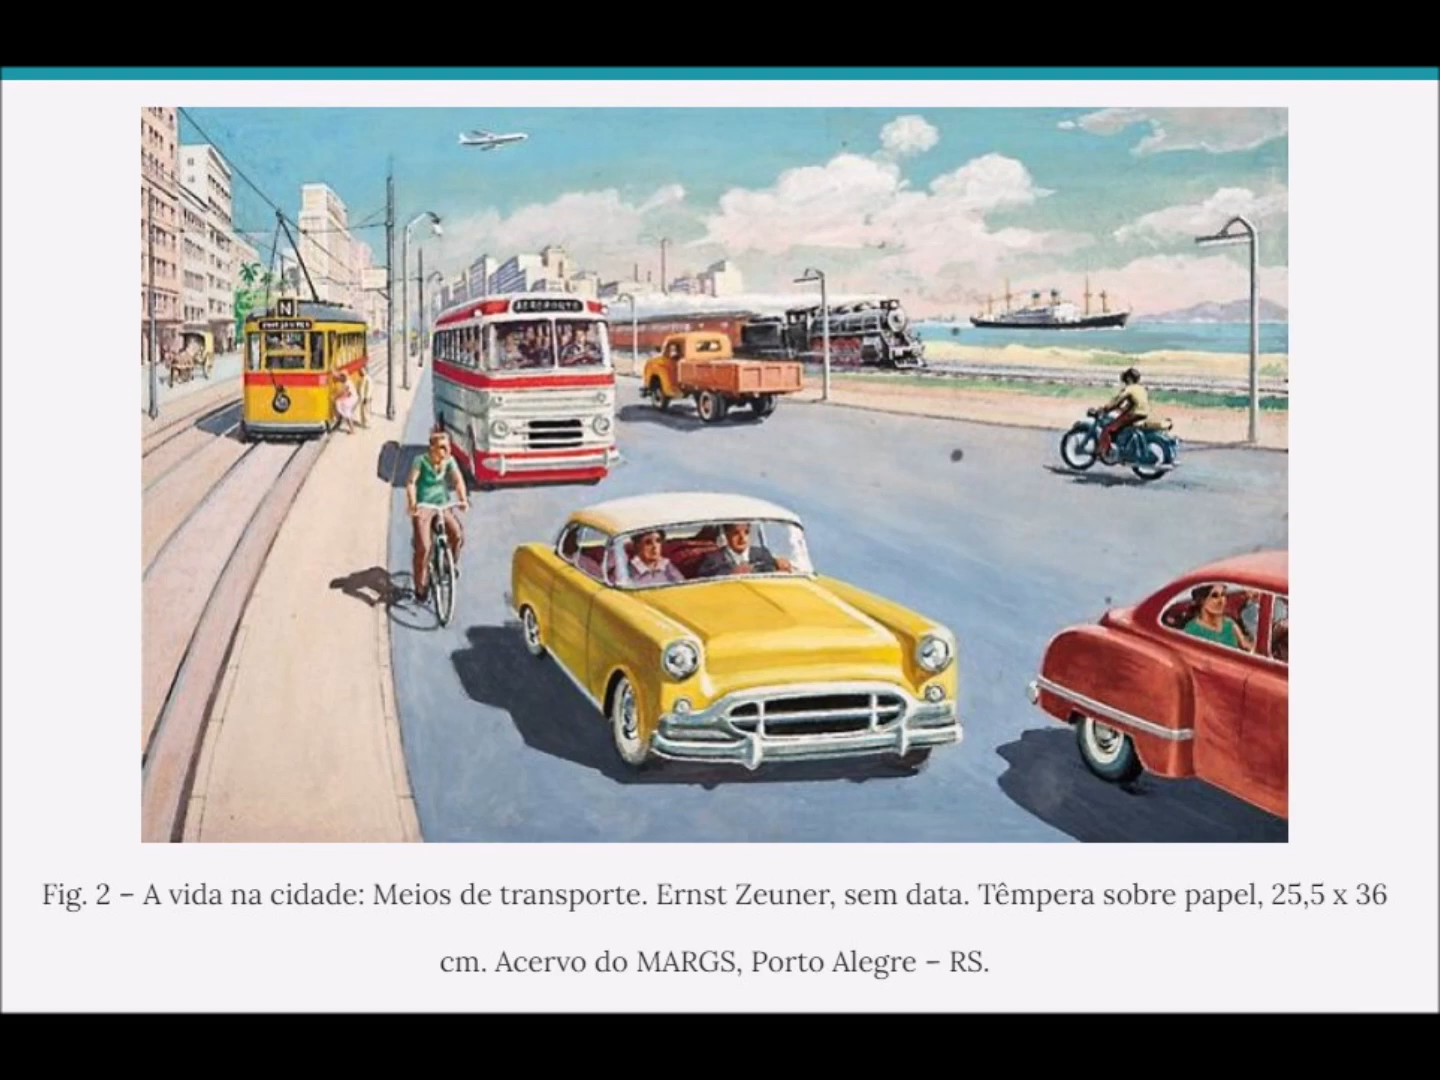 N
Fig. 2 – A vida na cidade: Meios de transporte. Ernst Zeuner, sem data. Têmpera sobre papel, 25,5 x 36
cm. Acervo do MARGS, Porto Alegre – RS.